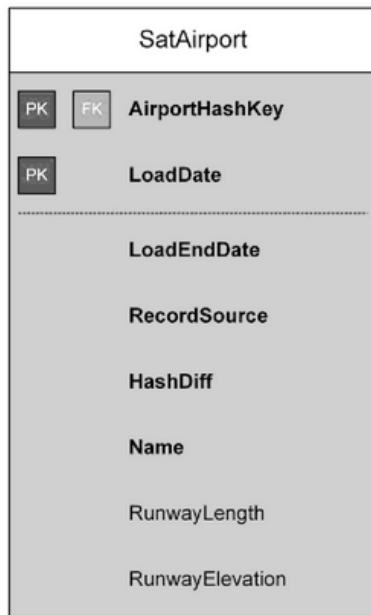 SatAirport
PK FK AirportHashKey
PK LoadDate
LoadEndDate
RecordSource
HashDiff
Name
RunwayLength
RunwayElevation